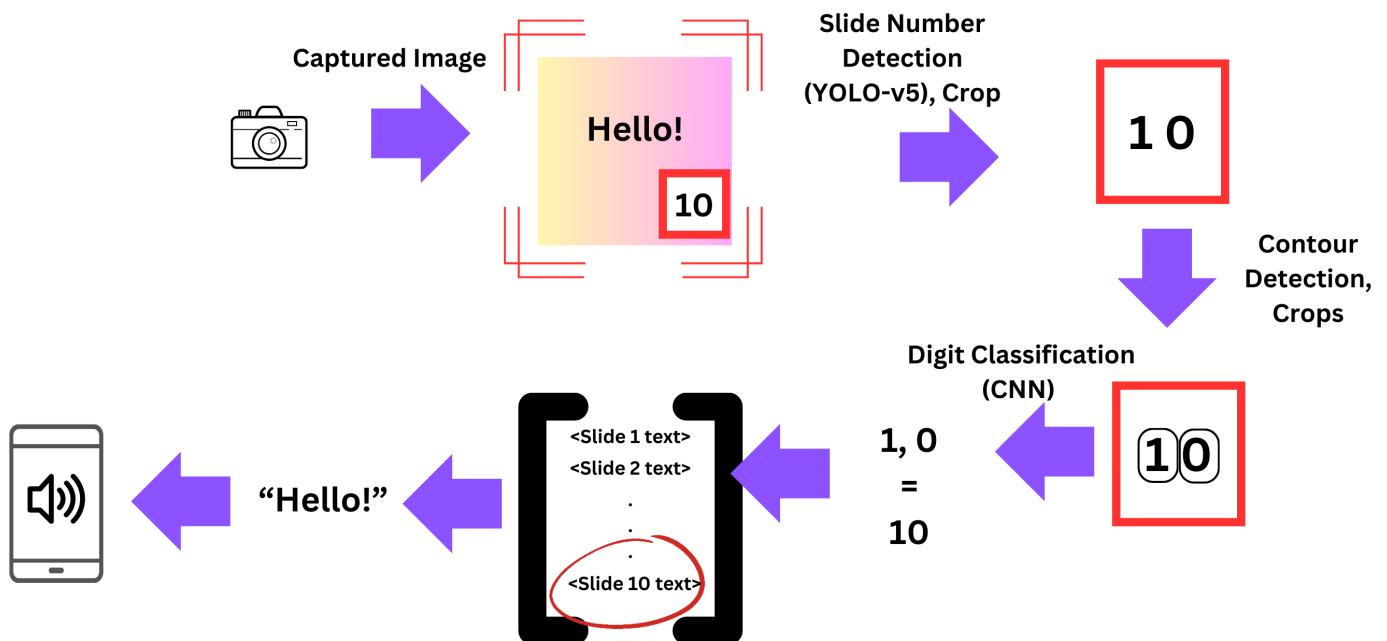 Captured Image
Hello!
10
Slide Number
Detection
(YOLO-v5), Crop
1 0
Contour
Detection,
Crops
10
Digit Classification
(CNN)
1, 0
=
10
<Slide 1 text>
<Slide 2 text>
.
.
.
<Slide 10 text>
“Hello!”